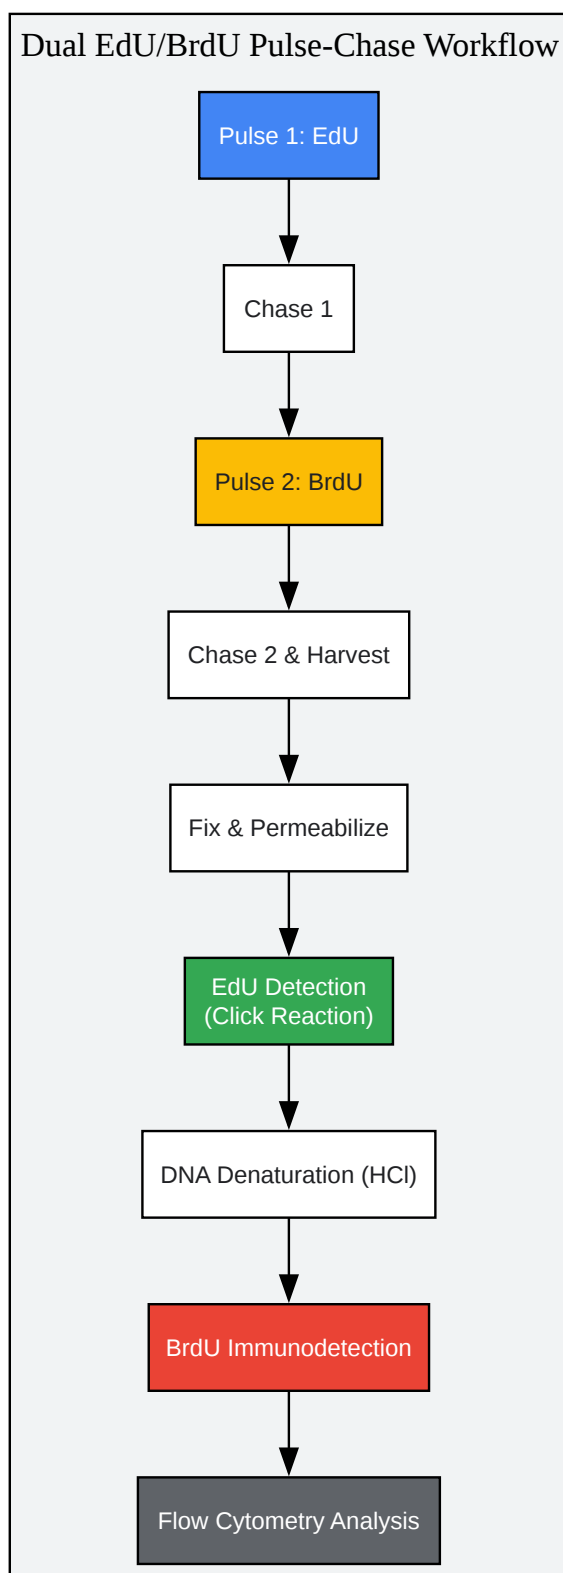 Dual EdU/BrdU Pulse-Chase Workflow
Pulse 1: EdU
Chase 1
Pulse 2: BrdU
Chase 2 & Harvest
Fix & Permeabilize
EdU Detection
(Click Reaction)
DNA Denaturation (HCl)
BrdU Immunodetection
Flow Cytometry Analysis